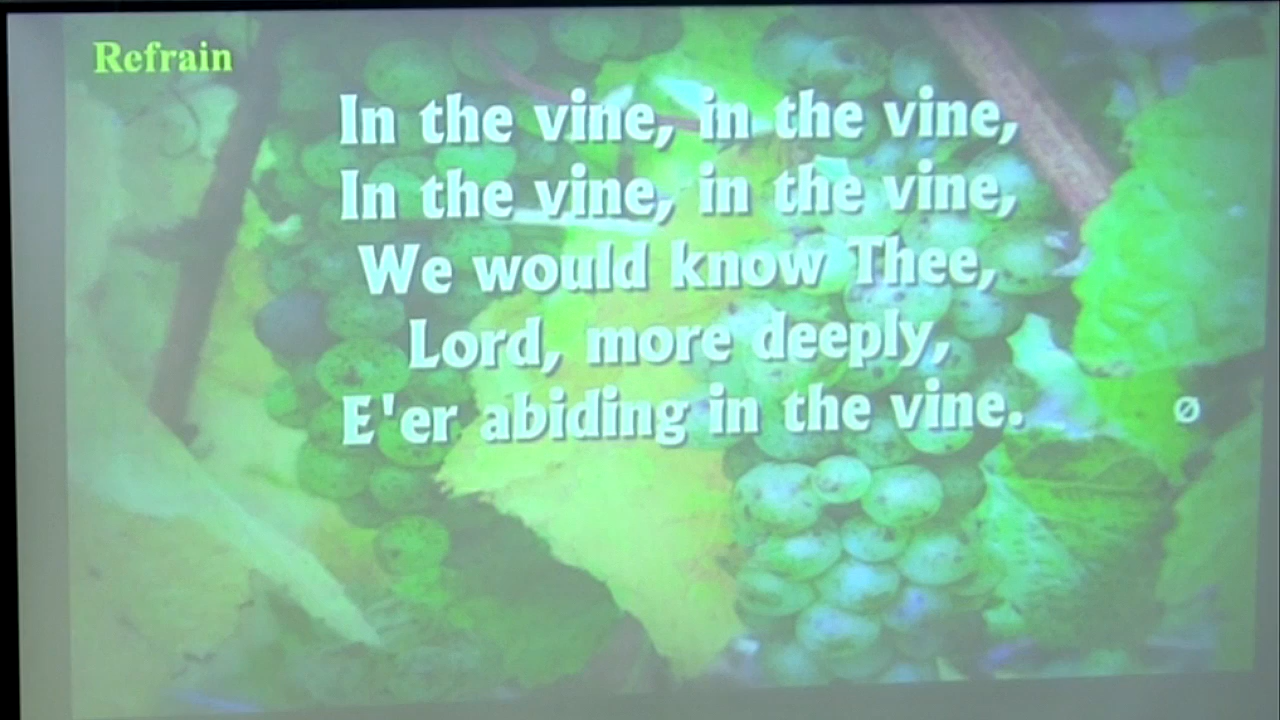 Refrain
In the vine, in the vine,
In the vine, in the vine,
We would know Thee,
Lord, more deeply,
E'er abiding in the vine.
Ø